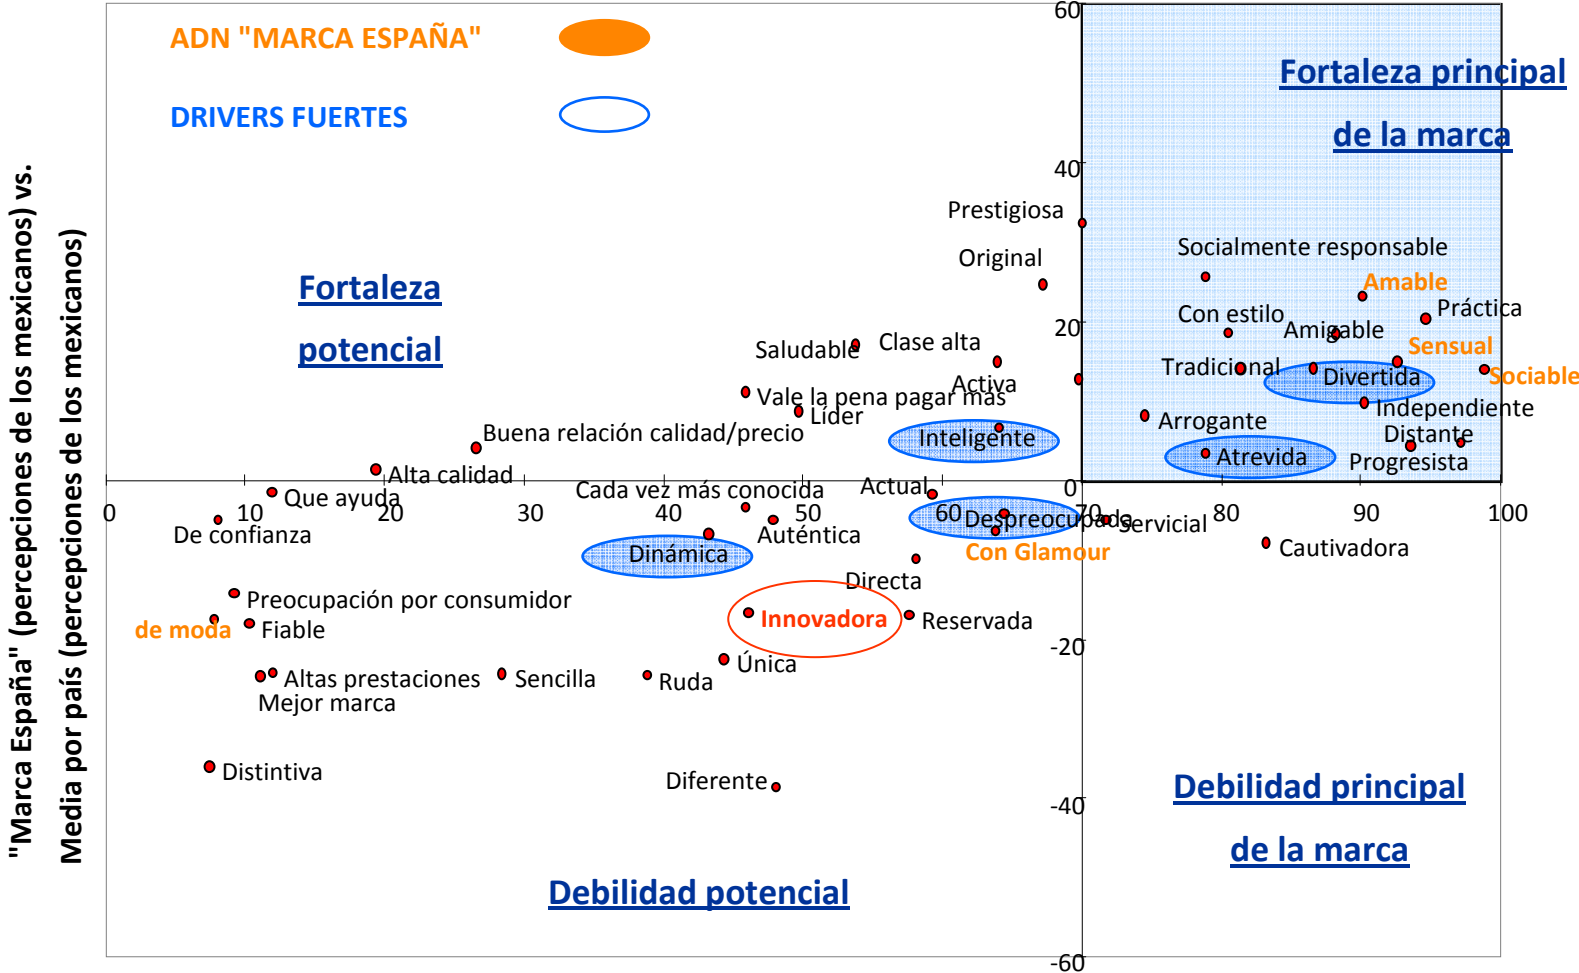 ADN "MARCA ESPAÑA"
DRIVERS FUERTES
"Marca España" (percepciones de los mexicanos) vs.
Media por país (percepciones de los mexicanos)
60
Fortaleza principal
de la marca
40
Prestigiosa
Original
Socialmente responsable
Fortaleza
potencial
Amable
Con estilo
Práctica
20
Amigable
Saludable
Clase alta
Sensual
Tradicional
Divertida
Sociable
Activa
Vale la pena pagar más
Líder
Arrogante
Independiente
Buena relación calidad/precio
Inteligente
Distante
Atrevida
Progresista
Alta calidad
Que ayuda
Cada vez más conocida
Actual
0
0 10 20 30 40 50 60 70 80 90 100
De confianza
Auténtica
Despreocupada
Servicial
Dinámica
Con Glamour
Cautivadora
Directa
Preocupación por consumidor
de moda
Fiable
Innovadora
Reservada
-20
Única
Altas prestaciones
Sencilla
Ruda
Mejor marca
Distintiva
Diferente
-40
Debilidad principal
de la marca
Debilidad potencial
-60